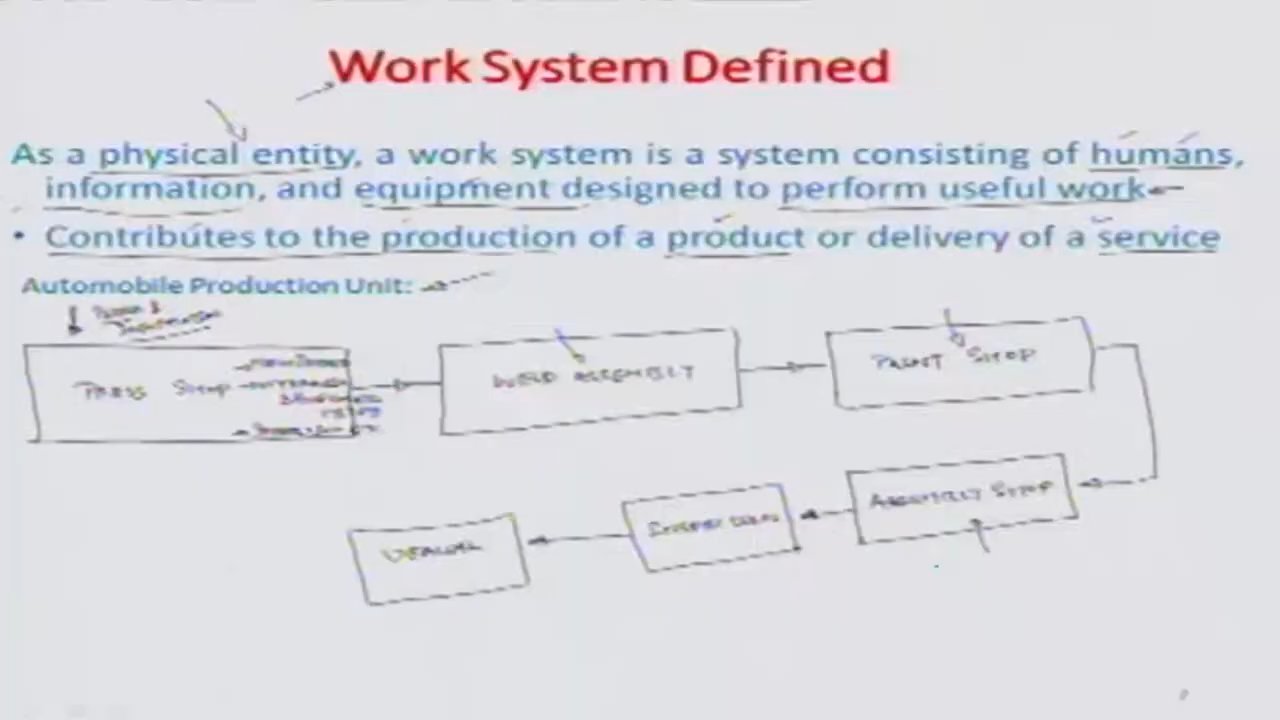 Work System Defined
As a physical entity, a work system is a system consisting of humans,
information, and equipment designed to perform useful work
• Contributes to the production of a product or delivery of a service
Automobile Production Unit:
PRESS SHOP
WELD ASSEMBLY
PAINT SHOP
ASSEMBLY SHOP
INSPECTION